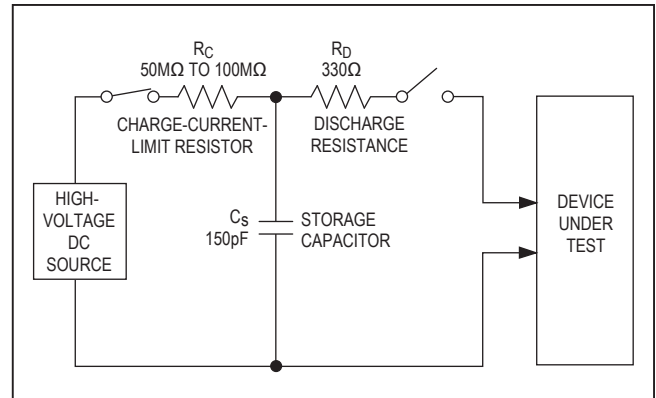 RC
50MΩ TO 100MΩ
CHARGE-CURRENT-
LIMIT RESISTOR
RD
330Ω
DISCHARGE
RESISTANCE
HIGH-
VOLTAGE
DC
SOURCE
CS
150pF
STORAGE
CAPACITOR
DEVICE
UNDER
TEST